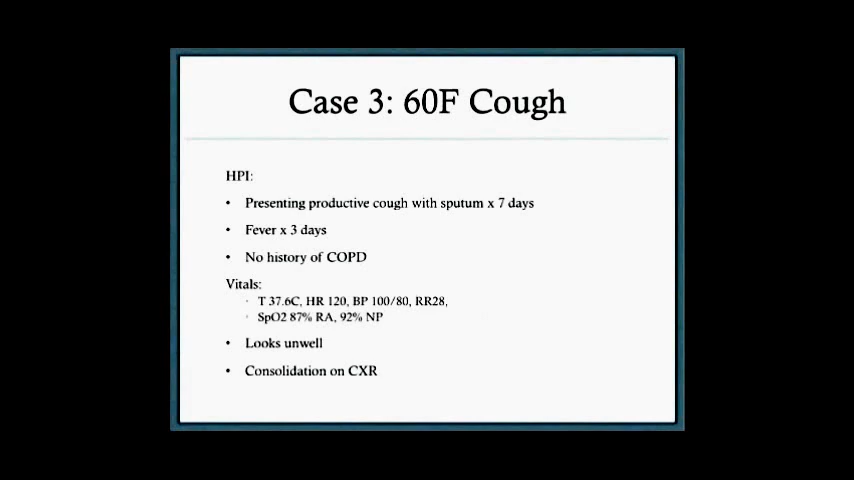 Case 3: 60F Cough
HPI:
• Presenting productive cough with sputum x 7 days
• Fever x 3 days
• No history of COPD
Vitals:
• T 37.6C, HR 120, BP 100/80, RR28,
• SpO2 87% RA, 92% NP
• Looks unwell
• Consolidation on CXR